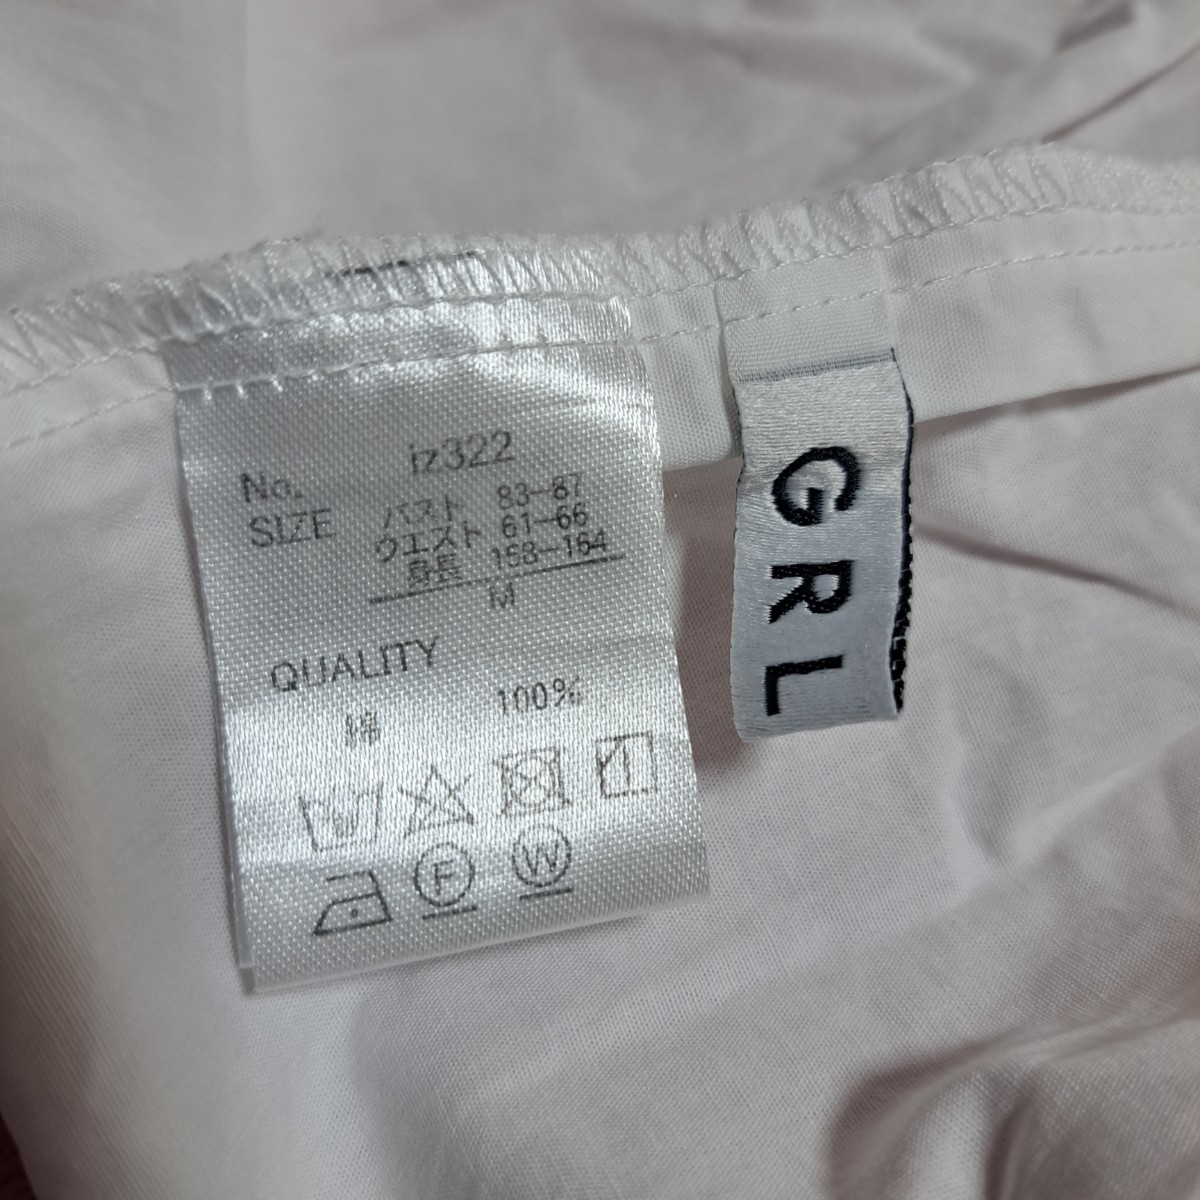 No. iz322
SIZE バスト 83-87
ウエスト 61-66
身長 158-164
M
QUALITY
綿 100%
F W
GRL